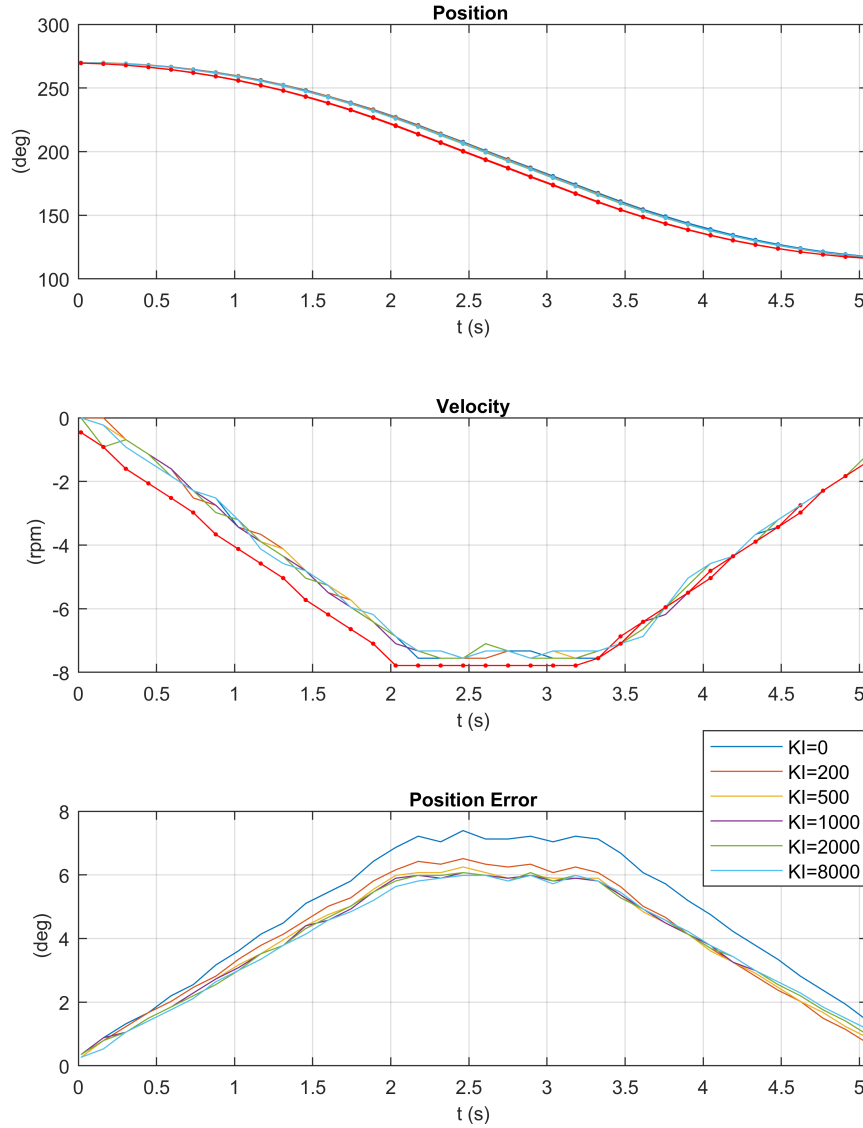 Position
300
250
200
150
100
(deg)
0 0.5 1 1.5 2 2.5 3 3.5 4 4.5 5
t (s)
Velocity
0
-2
-4
-6
-8
(rpm)
0 0.5 1 1.5 2 2.5 3 3.5 4 4.5 5
t (s)
KI=0
KI=200
KI=500
KI=1000
KI=2000
KI=8000
Position Error
8
6
4
2
0
(deg)
0 0.5 1 1.5 2 2.5 3 3.5 4 4.5 5
t (s)